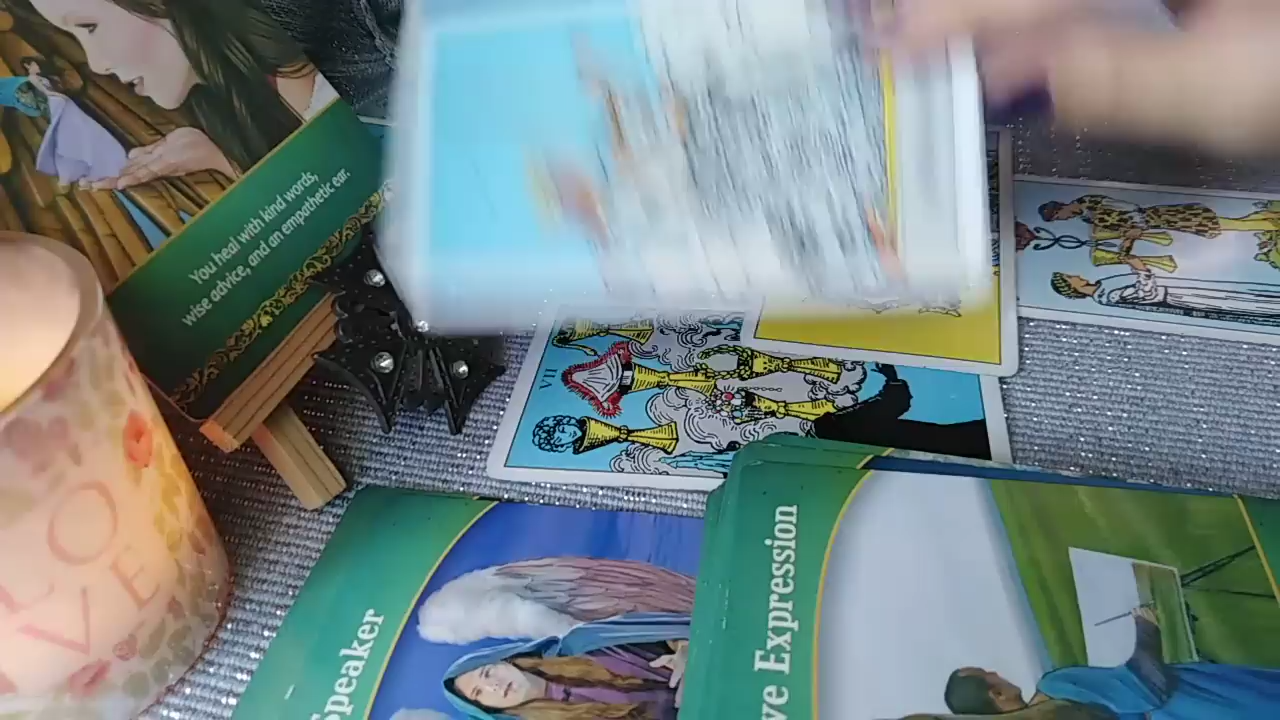 You heal with kind words,
wise advice, and an empathetic ear.
VII
LOVE
Speaker
ve Expression